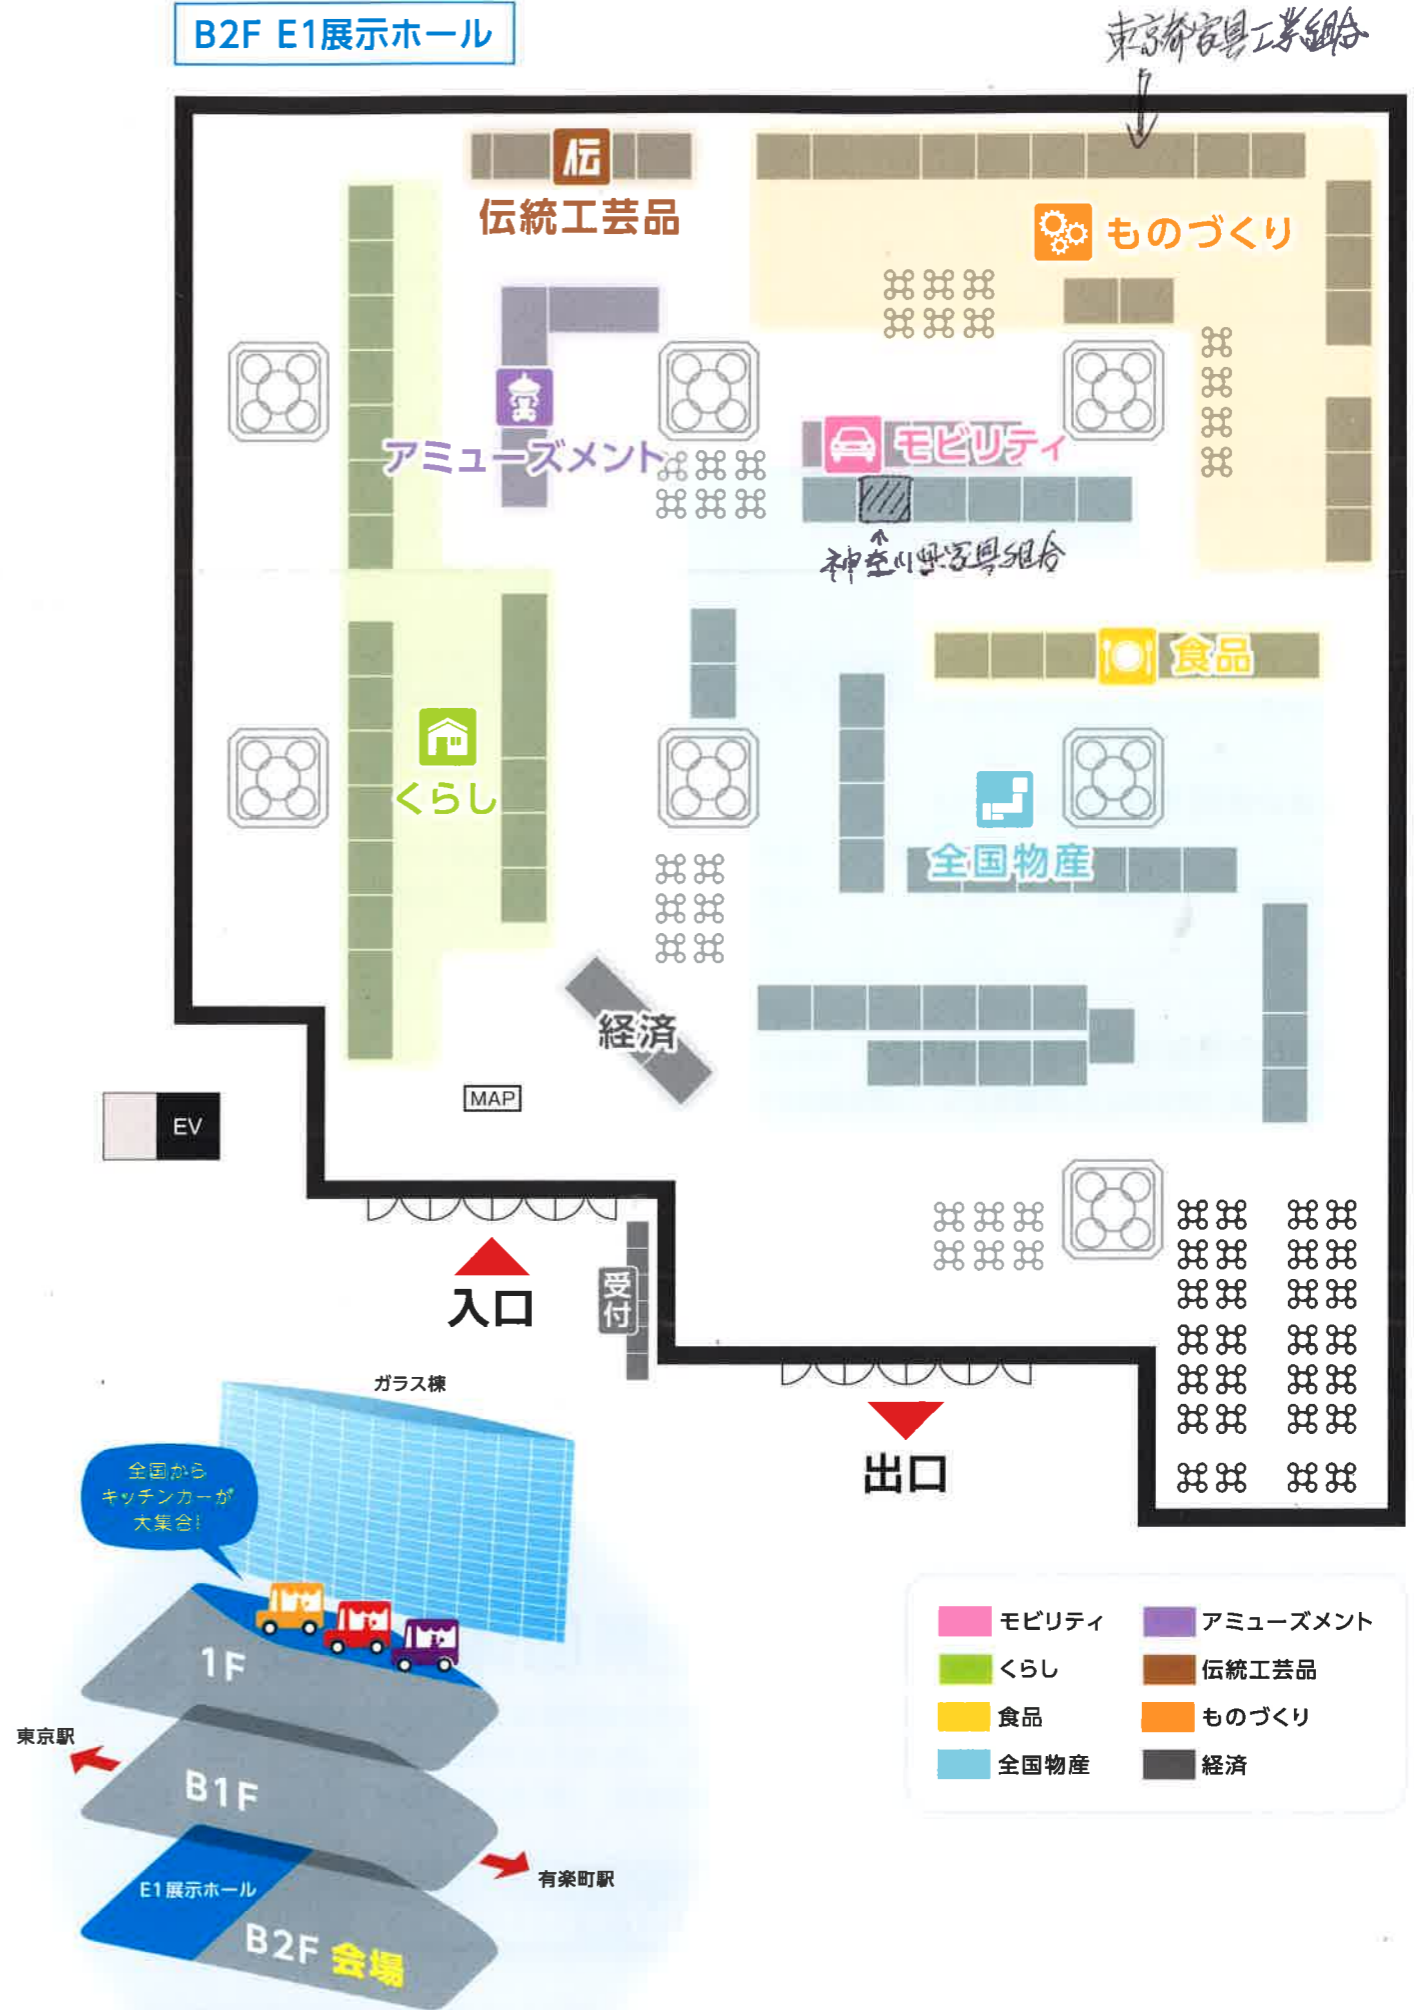 B2F E1展示ホール
東京都家具工業組合
伝
伝統工芸品
ものづくり
アミューズメント
モビリティ
神奈川県家具組合
食品
くらし
全国物産
経済
MAP
EV
入口
受付
出口
ガラス棟
全国から
キッチンカーが
大集合!
1F
東京駅
B1F
有楽町駅
E1展示ホール
B2F 会場
モビリティ
アミューズメント
くらし
伝統工芸品
食品
ものづくり
全国物産
経済